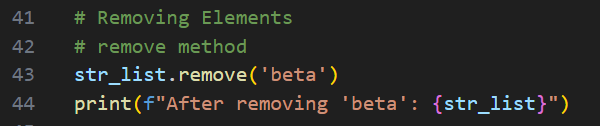 41 # Removing Elements
42 # remove method
43 str_list.remove('beta')
44 print(f"After removing 'beta': {str_list}")